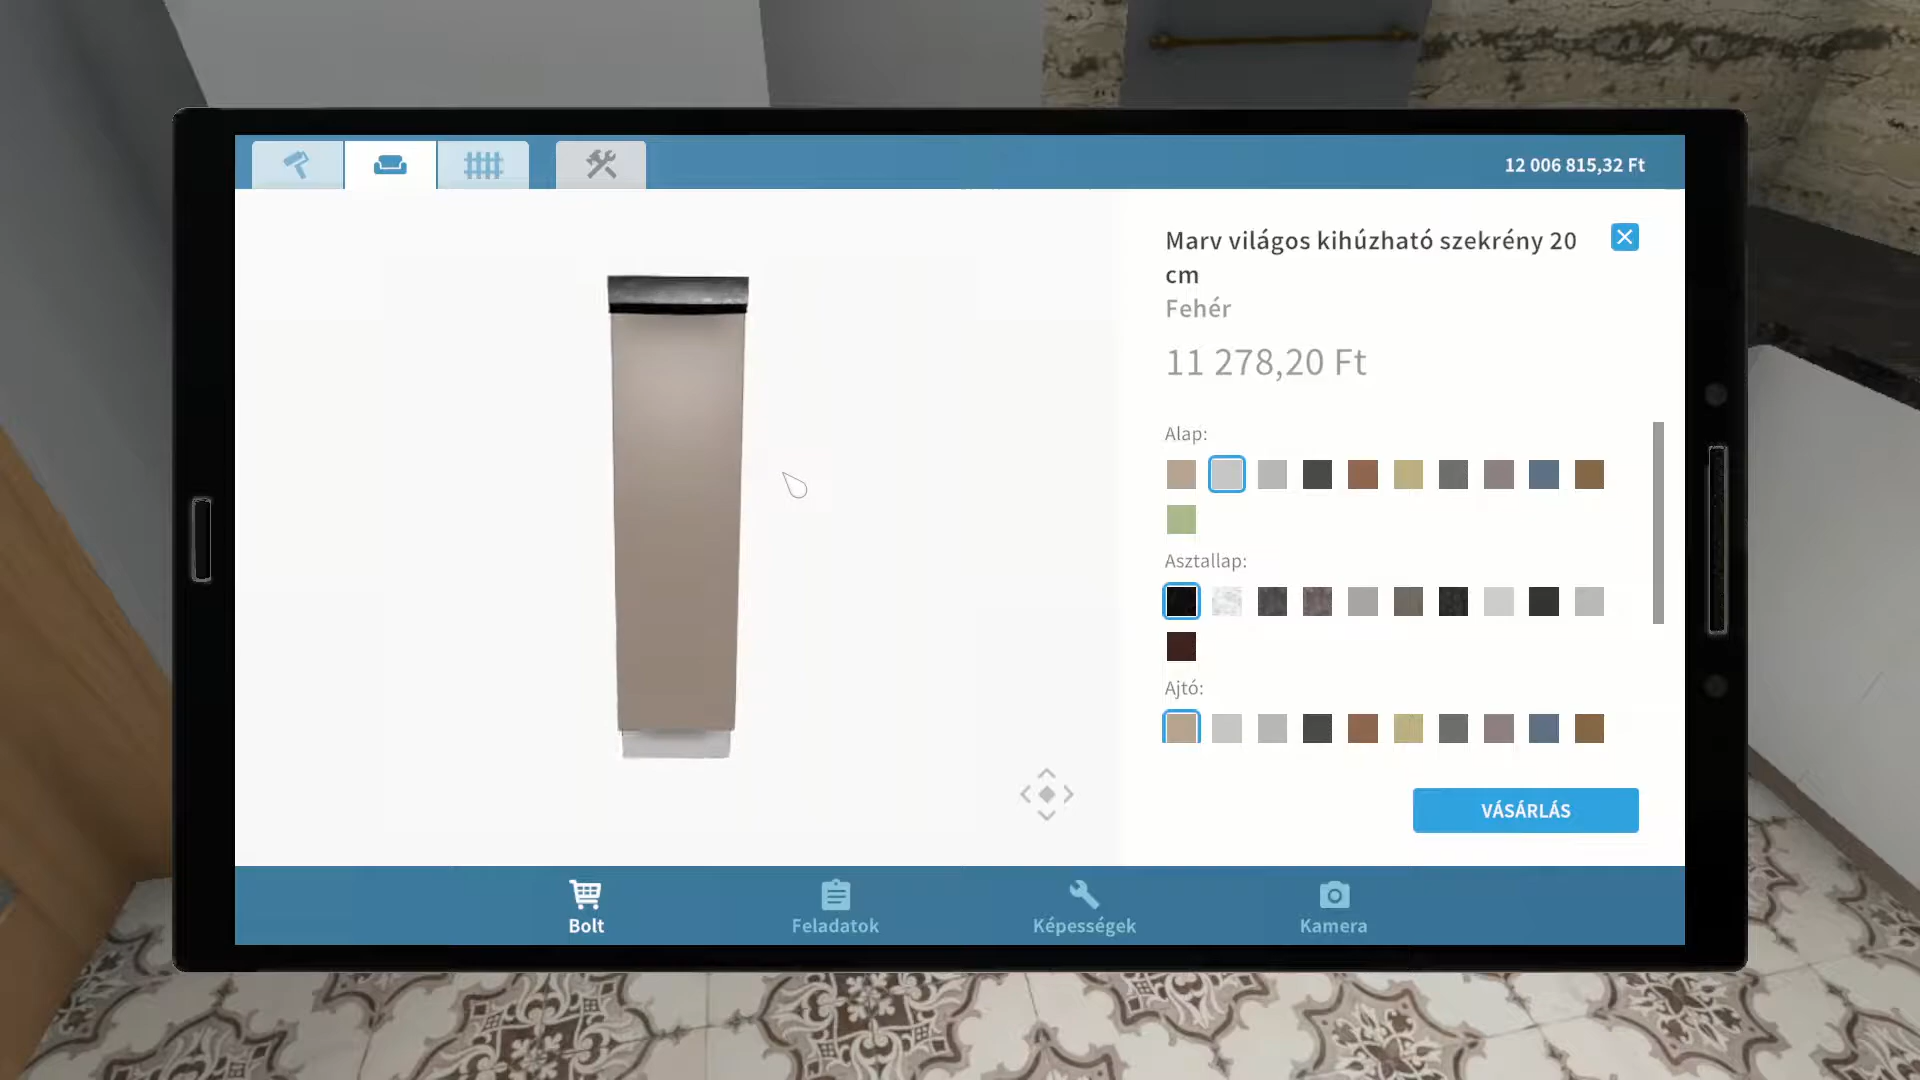 12 006 815,32 Ft
Marv világos kihúzható szekrény 20
cm
Fehér
11 278,20 Ft
Alap:
Asztallap:
Ajtó:
VÁSÁRLÁS
Bolt
Feladatok
Képességek
Kamera